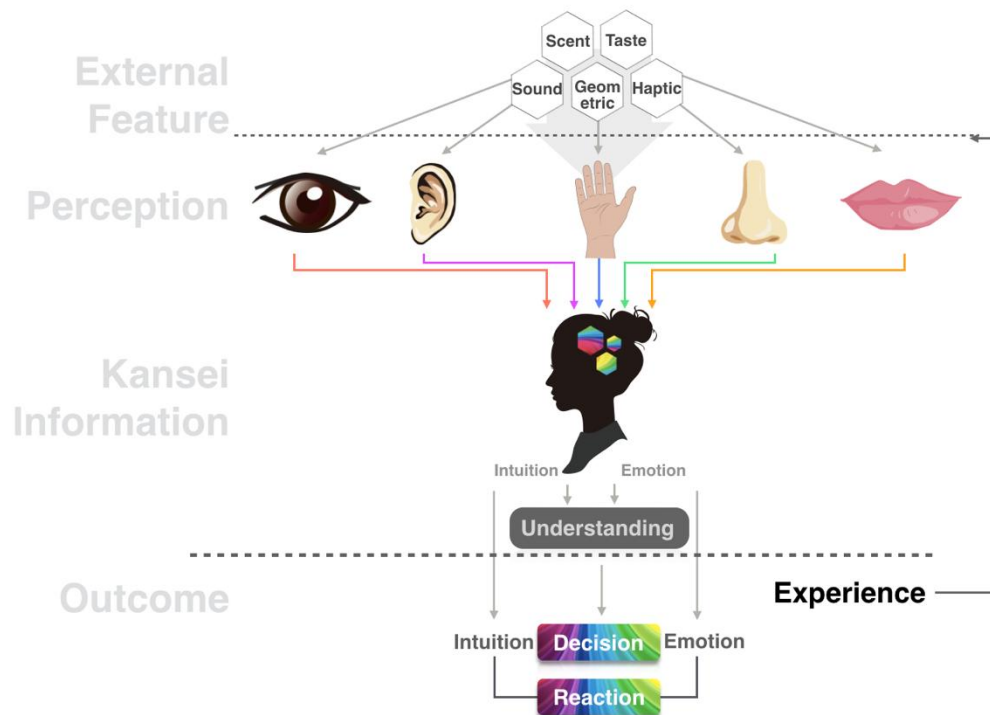 External
Feature
Scent
Taste
Sound
Geom
etric
Haptic
Perception
Kansei
Information
Intuition
Emotion
Understanding
Outcome
Experience
Intuition
Decision
Emotion
Reaction